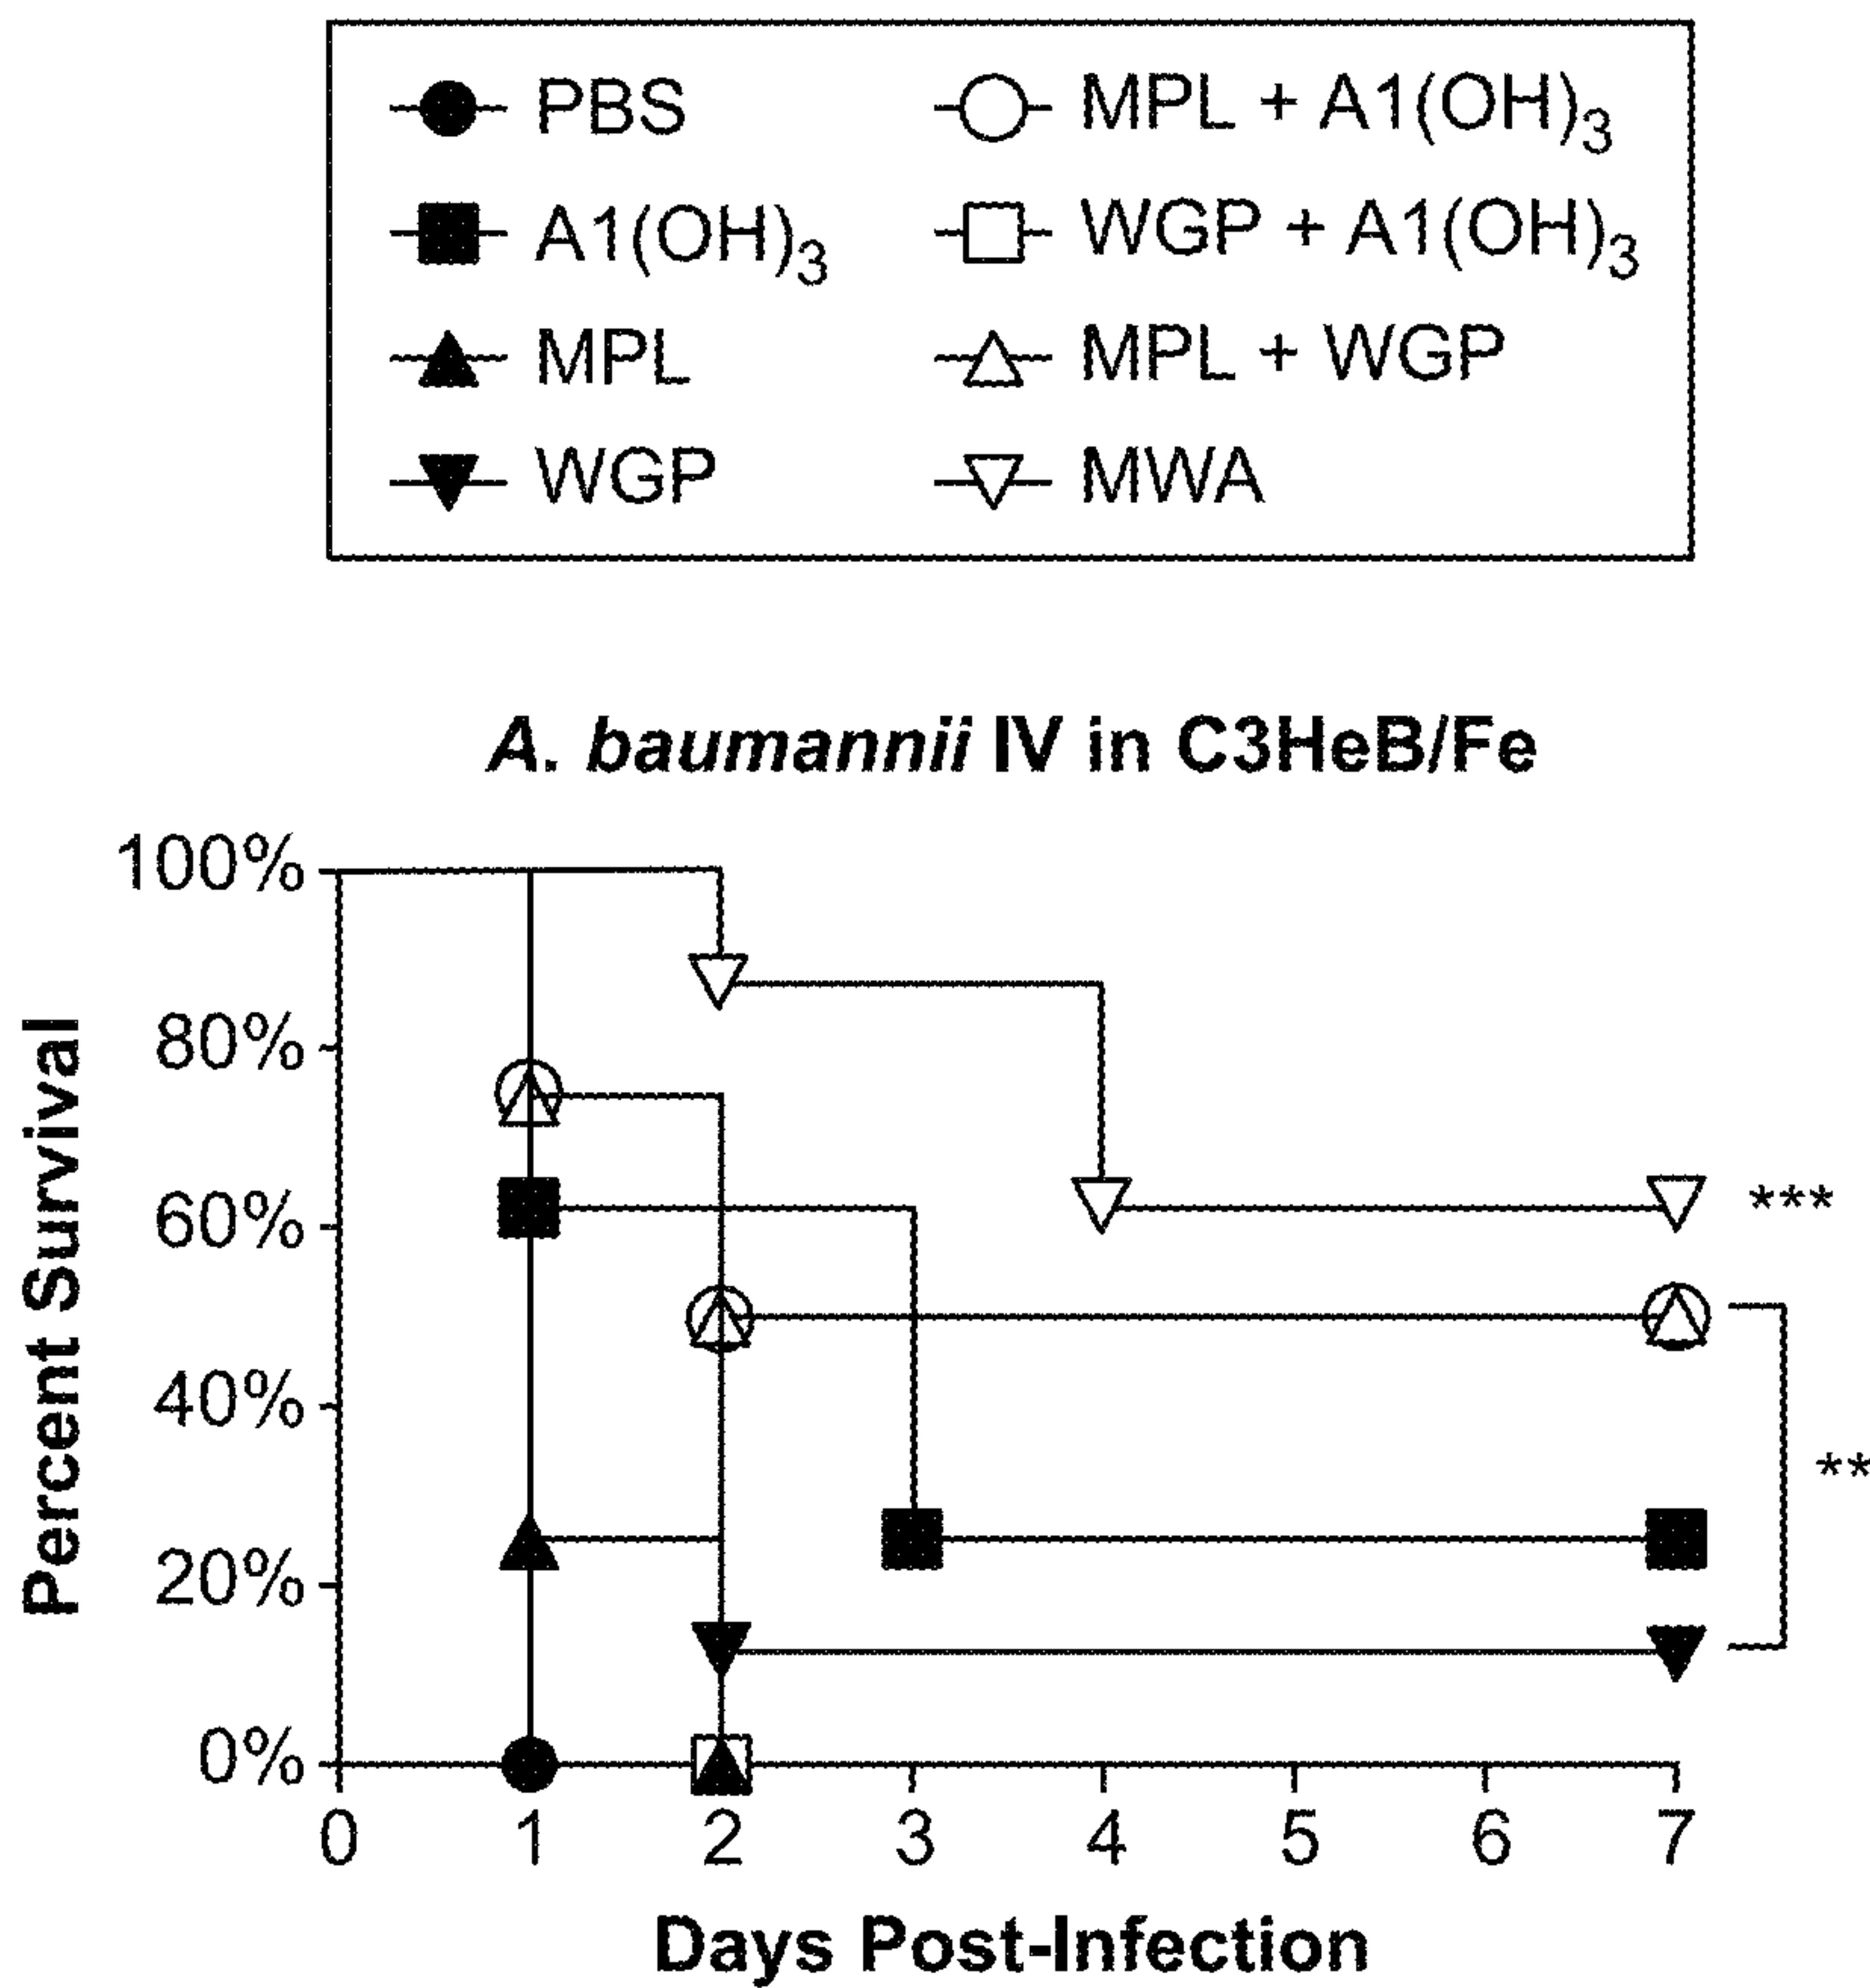 PBS
A1(OH)3
MPL
WGP
MPL + A1(OH)3
WGP + A1(OH)3
MPL + WGP
MWA
A. baumannii IV in C3HeB/Fe
Percent Survival
100%
80%
60%
40%
20%
0%
***
**
0 1 2 3 4 5 6 7
Days Post-Infection